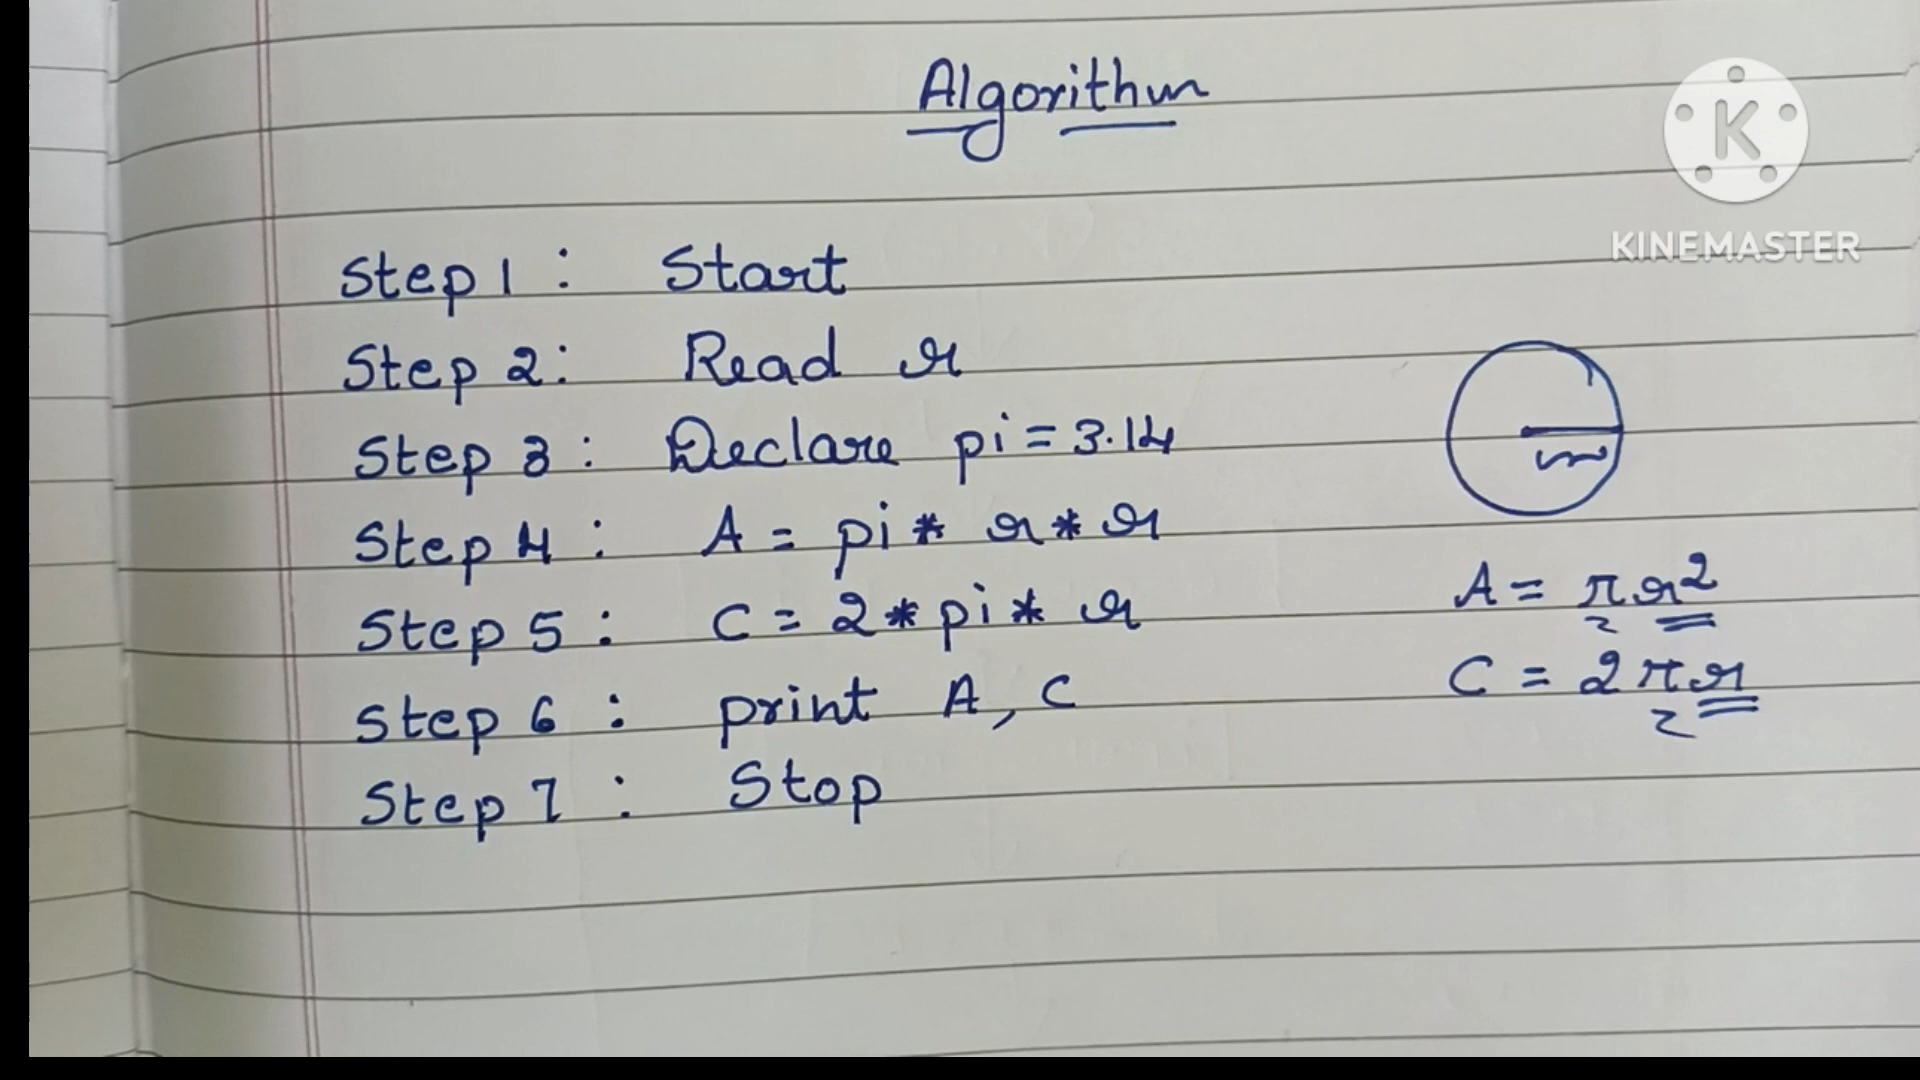 Algorithm
Step 1 : Start
Step 2 : Read r
Step 3 : Declare pi = 3.14
Step 4 : A = pi * r * r
Step 5 : C = 2 * pi * r
Step 6 : print A, C
Step 7 : Stop
r
A = πr²
C = 2πr
K
KINEMASTER